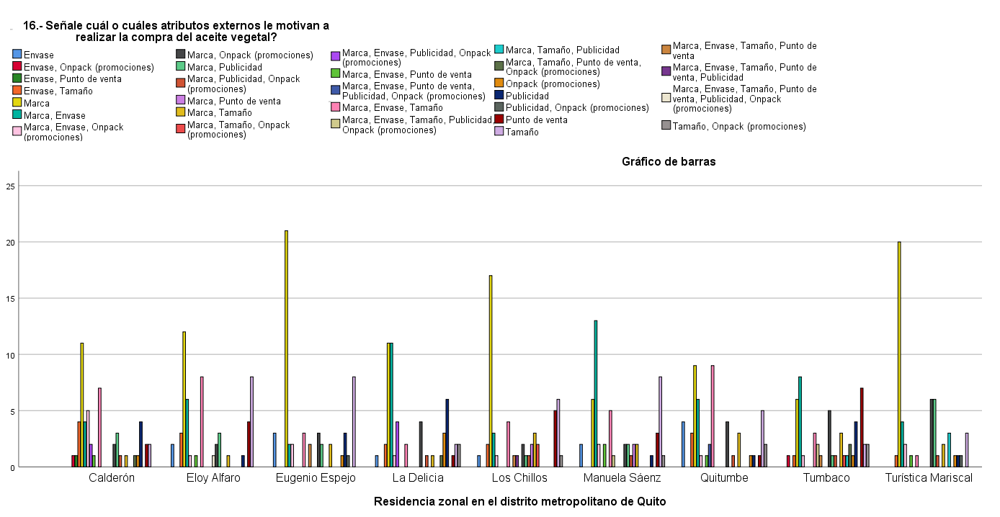 16.- Señale cuál o cuáles atributos externos le motivan a
realizar la compra del aceite vegetal?
Envase
Envase, Onpack (promociones)
Envase, Punto de venta
Envase, Tamaño
Marca
Marca, Envase
Marca, Envase, Onpack
(promociones)
Marca, Onpack (promociones)
Marca, Publicidad
Marca, Publicidad, Onpack
(promociones)
Marca, Punto de venta
Marca, Tamaño
Marca, Tamaño, Onpack
(promociones)
Marca, Envase, Publicidad, Onpack
(promociones)
Marca, Envase, Punto de venta
Marca, Envase, Punto de venta,
Publicidad, Onpack (promociones)
Marca, Envase, Tamaño
Marca, Envase, Tamaño, Publicidad,
Onpack (promociones)
Marca, Tamaño, Publicidad
Marca, Tamaño, Punto de venta,
Onpack (promociones)
Onpack (promociones)
Publicidad
Publicidad, Onpack (promociones)
Punto de venta
Tamaño
Marca, Envase, Tamaño, Punto de
venta
Marca, Envase, Tamaño, Punto de
venta, Publicidad
Marca, Envase, Tamaño, Punto de
venta, Publicidad, Onpack
(promociones)
Tamaño, Onpack (promociones)
Gráfico de barras
25
20
15
10
5
0
Calderón Eloy Alfaro Eugenio Espejo La Delicia Los Chillos Manuela Sáenz Quitumbe Tumbaco Turística Mariscal
Residencia zonal en el distrito metropolitano de Quito